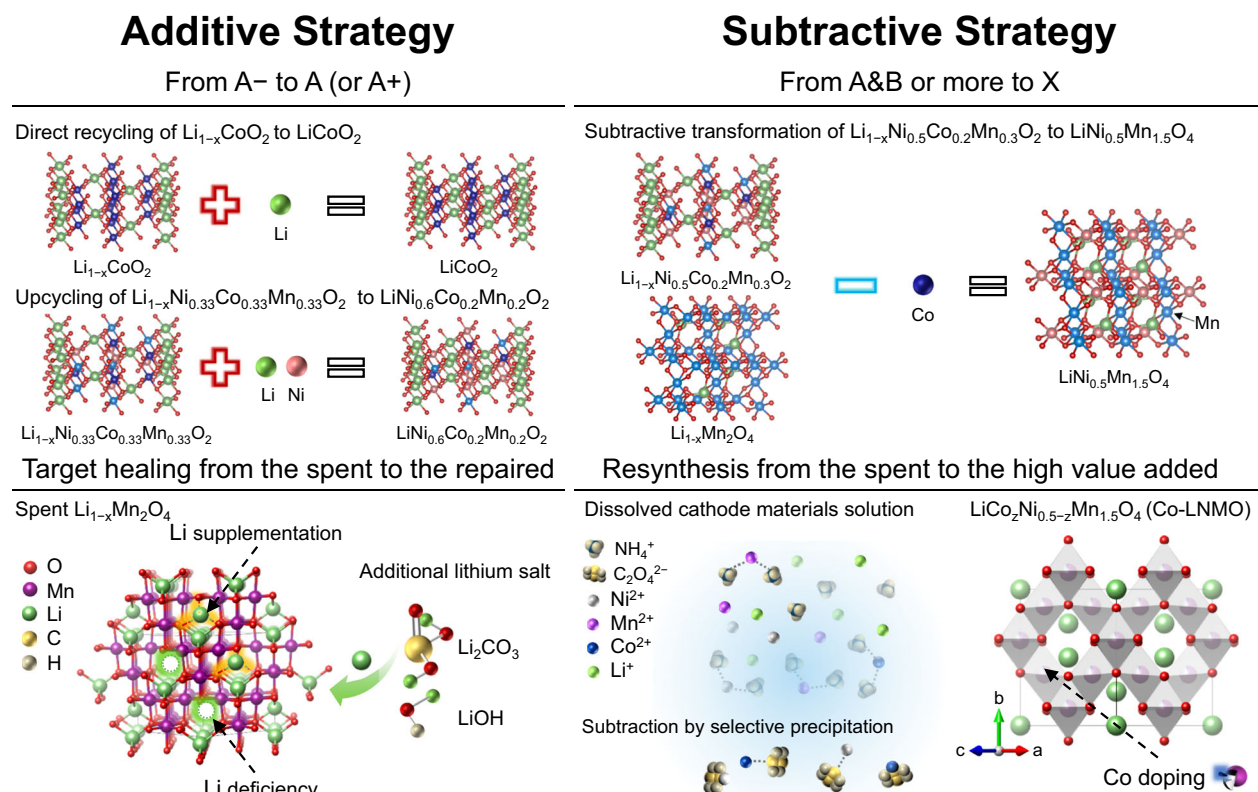 Additive Strategy
From A− to A (or A+)
Direct recycling of Li₁₋ₓCoO₂ to LiCoO₂
Li
Li₁₋ₓCoO₂
LiCoO₂
Upcycling of Li₁₋ₓNi₀.₃₃Co₀.₃₃Mn₀.₃₃O₂ to LiNi₀.₆Co₀.₂Mn₀.₂O₂
Li Ni
Li₁₋ₓNi₀.₃₃Co₀.₃₃Mn₀.₃₃O₂
LiNi₀.₆Co₀.₂Mn₀.₂O₂
Target healing from the spent to the repaired
Spent Li₁₋ₓMn₂O₄
Li supplementation
O
Mn
Li
C
H
Additional lithium salt
Li₂CO₃
LiOH
Li deficiency
Subtractive Strategy
From A&B or more to X
Subtractive transformation of Li₁₋ₓNi₀.₅Co₀.₂Mn₀.₃O₂ to LiNi₀.₅Mn₁.₅O₄
Li₁₋ₓNi₀.₅Co₀.₂Mn₀.₃O₂
Co
Mn
LiNi₀.₅Mn₁.₅O₄
Li₁₋ₓMn₂O₄
Resynthesis from the spent to the high value added
Dissolved cathode materials solution
NH₄⁺
C₂O₄²⁻
Ni²⁺
Mn²⁺
Co²⁺
Li⁺
Subtraction by selective precipitation
LiCo_zNi₀.₅₋_zMn₁.₅O₄ (Co-LNMO)
b
c
a
Co doping